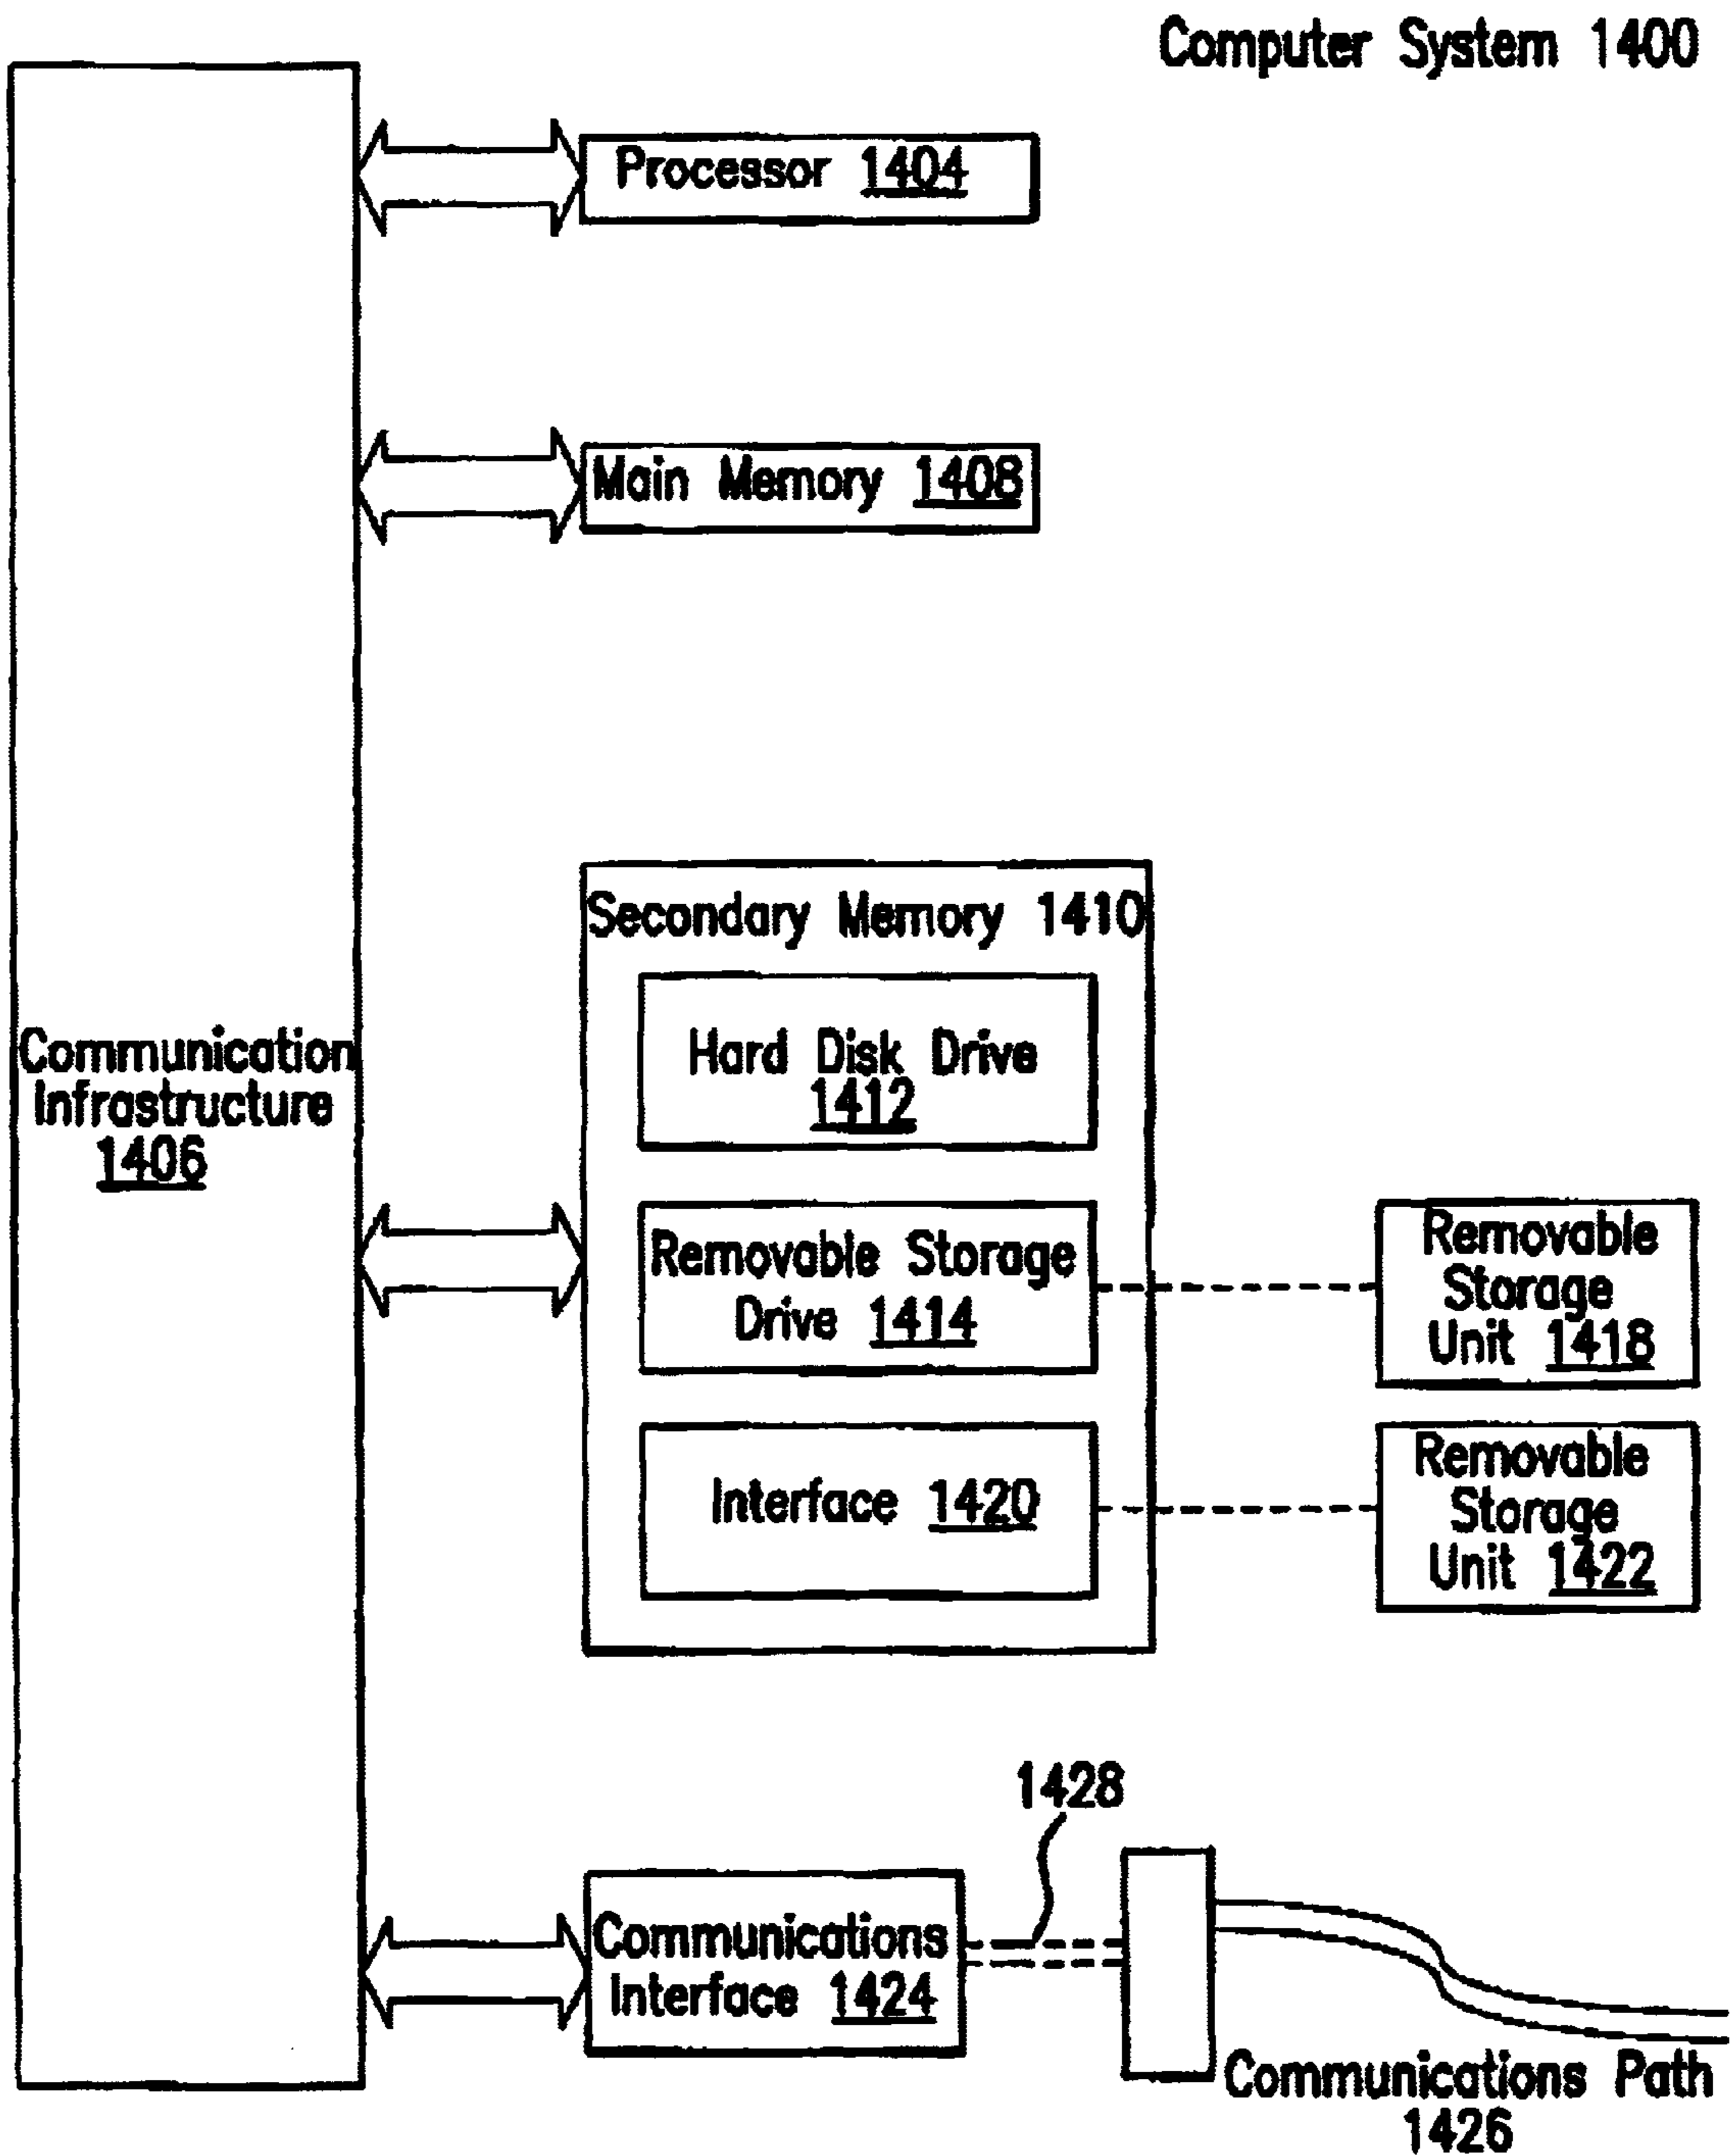 Computer System 1400
Processor 1404
Main Memory 1408
Secondary Memory 1410
Hard Disk Drive
1412
Communication
Infrastructure
1406
Removable Storage
Drive 1414
Removable
Storage
Unit 1418
Interface 1420
Removable
Storage
Unit 1422
1428
Communications
Interface 1424
Communications Path
1426